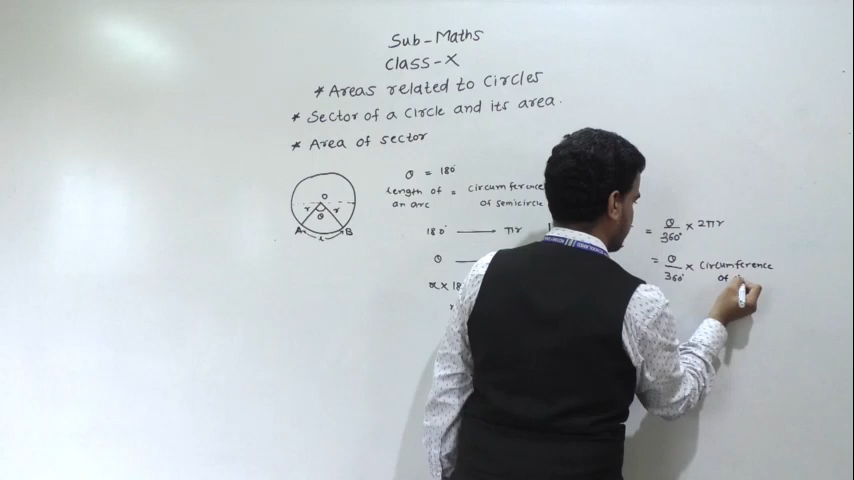 Sub-Maths
Class-X
* Areas related to Circles
* Sector of a Circle and its area.
* Area of sector
O
r r
θ
A B
l
θ = 180°
length of = circumference
an arc of semicircle
180° ⟶ πr
θ
= θ/360° × 2πr
= θ/360° × circumference
of